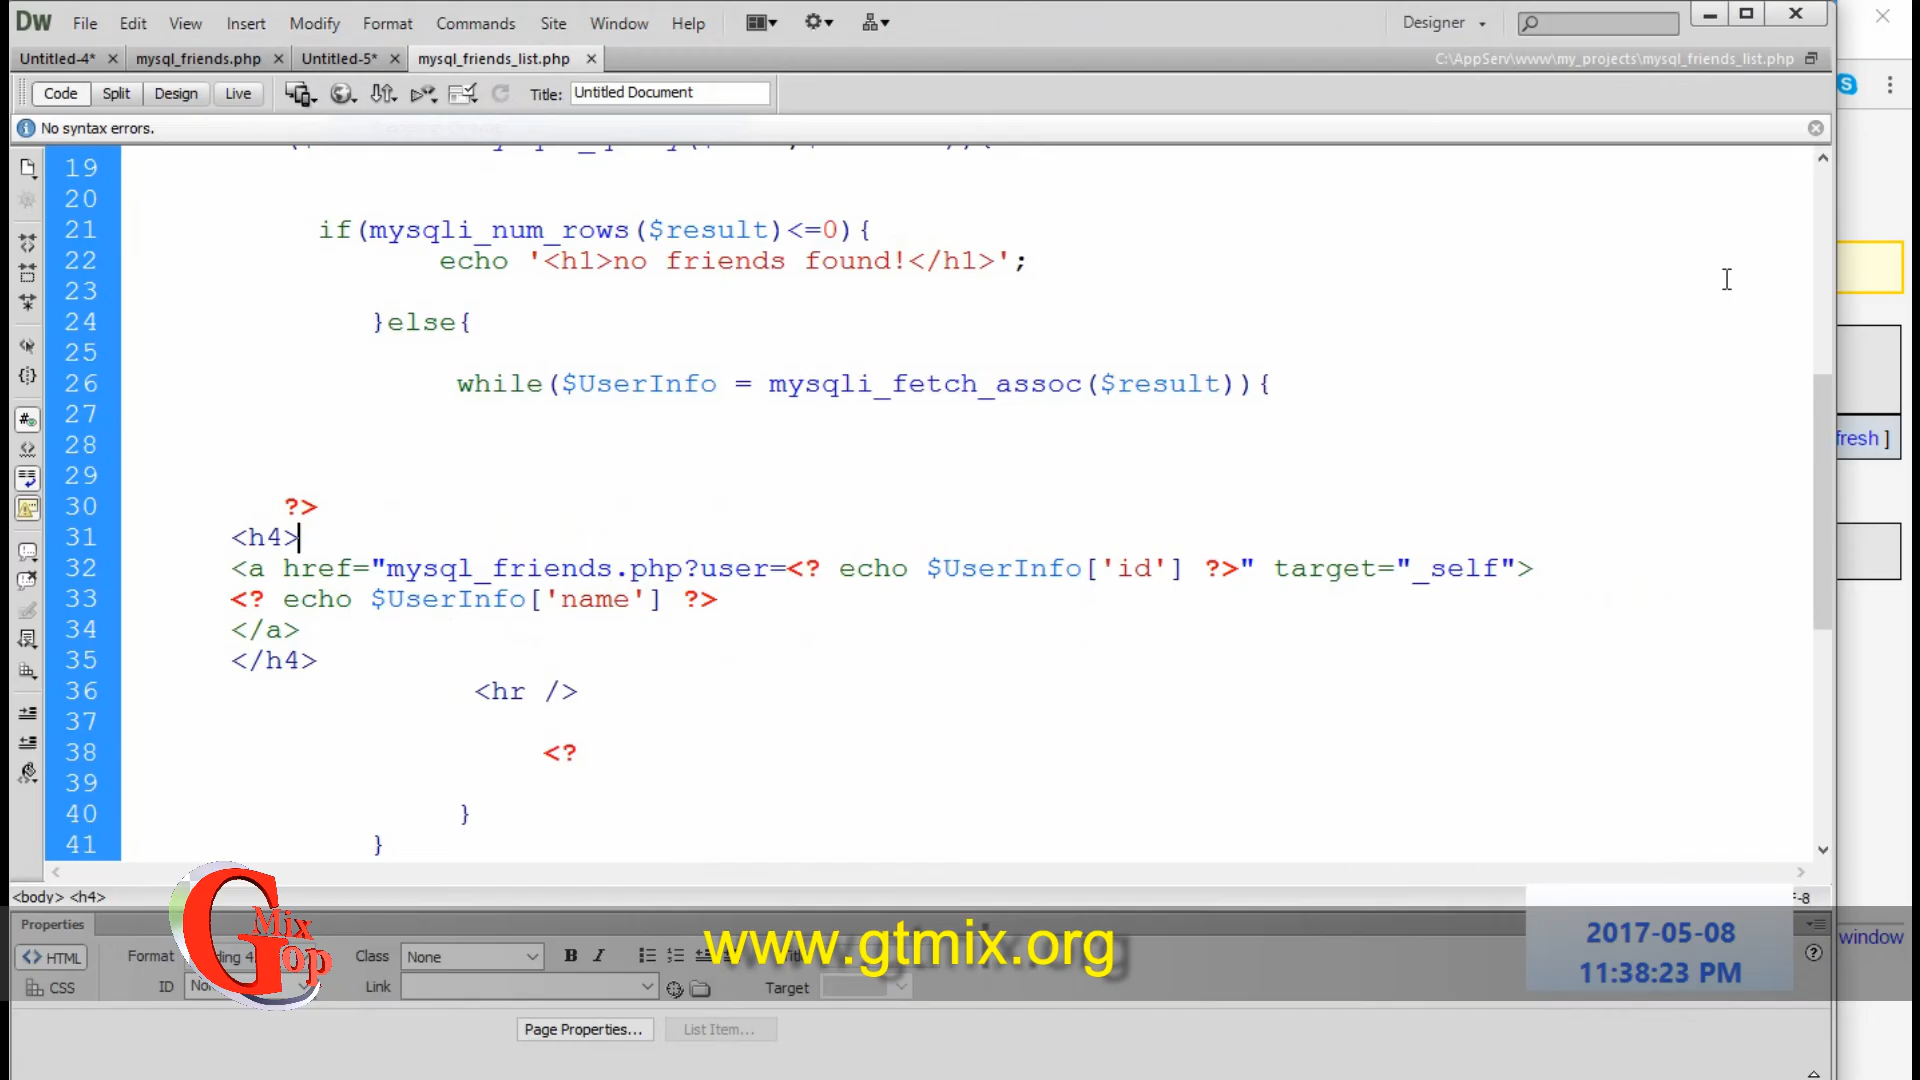 Dw File Edit View Insert Modify Format Commands Site Window Help Designer
Untitled-4* mysql_friends.php Untitled-5* mysql_friends_list.php C:\AppServ\www\my_projects\mysql_friends_list.php
Code Split Design Live Title: Untitled Document
No syntax errors.
19
20
21 if(mysqli_num_rows($result)<=0){
22 echo '<h1>no friends found!</h1>';
23
24 }else{
25
26 while($UserInfo = mysqli_fetch_assoc($result)){
27
28
29
30 ?>
31 <h4>
32 <a href="mysql_friends.php?user=<? echo $UserInfo['id'] ?>" target="_self">
33 <? echo $UserInfo['name'] ?>
34 </a>
35 </h4>
36 <hr />
37
38 <?
39
40 }
41 }
fresh ]
<body> <h4>
Properties
<> HTML Format Class None B I
CSS ID Link Target
Page Properties... List Item...
G Mix Top
www.gtmix.org
2017-05-08
11:38:23 PM
window